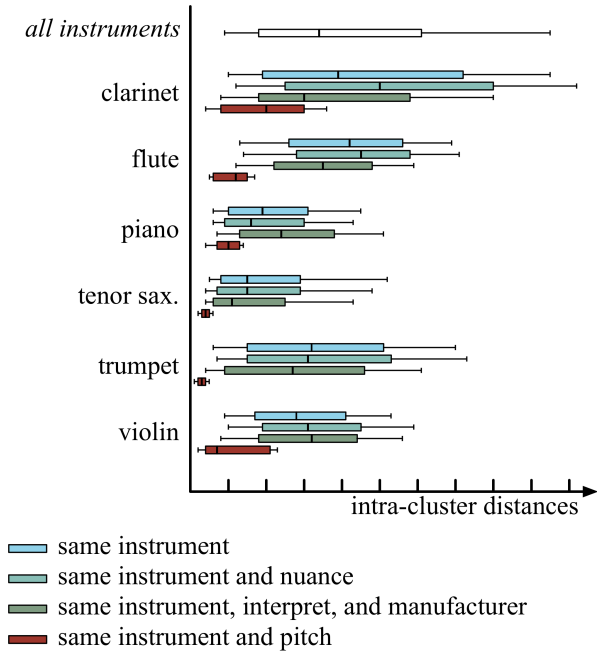 all instruments
clarinet
flute
piano
tenor sax.
trumpet
violin
intra-cluster distances
same instrument
same instrument and nuance
same instrument, interpret, and manufacturer
same instrument and pitch